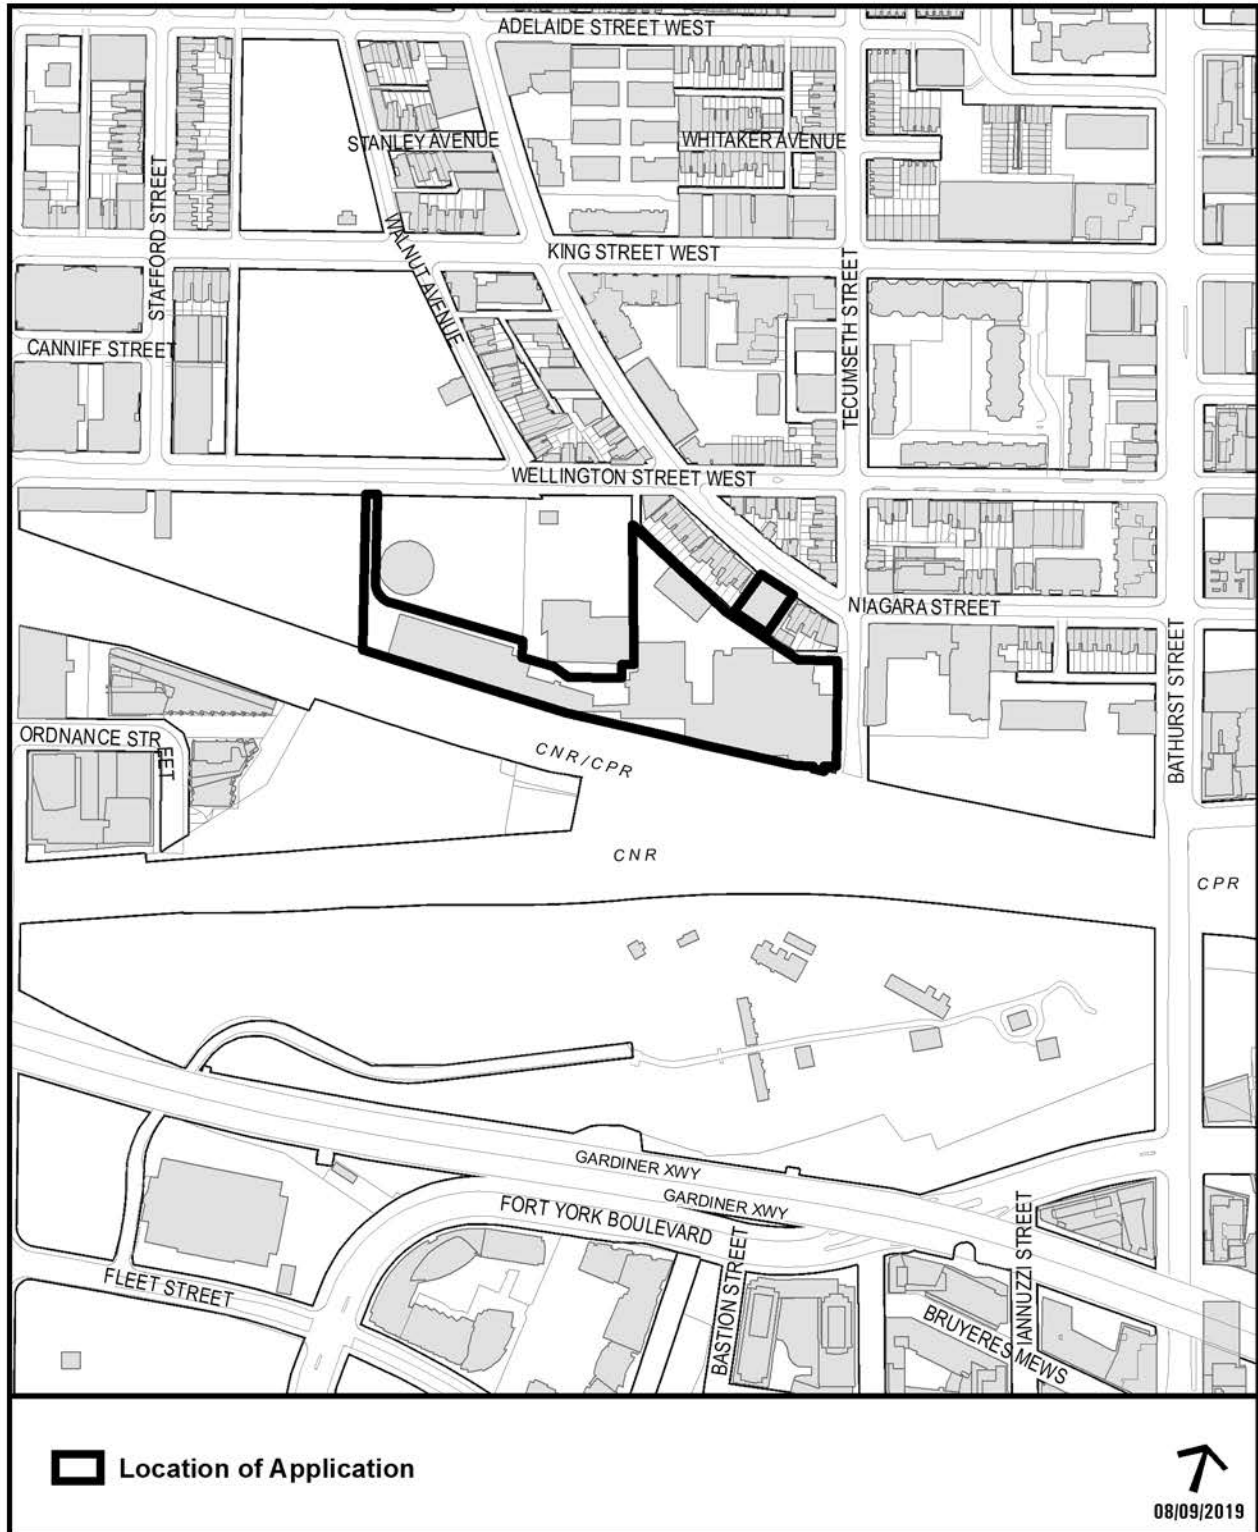 ADELAIDE STREET WEST
STANLEY AVENUE
WHITAKER AVENUE
STAFFORD STREET
WALNUT AVENUE
KING STREET WEST
TECUMSETH STREET
CANNIFF STREET
WELLINGTON STREET WEST
NIAGARA STREET
BATHURST STREET
ORDNANCE STREET
CNR/CPR
CNR
CPR
GARDINER XWY
GARDINER XWY
FORT YORK BOULEVARD
FLEET STREET
BASTION STREET
IANNUZZI STREET
BRUYERES MEWS
Location of Application
08/09/2019